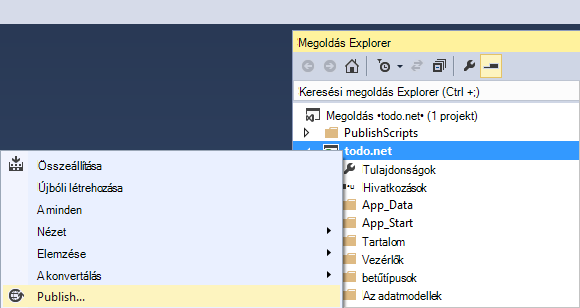 Megoldás Explorer
Keresési megoldás Explorer (Ctrl +;)
Megoldás •todo.net• (1 projekt)
PublishScripts
todo.net
Tulajdonságok
Hivatkozások
App_Data
App_Start
Tartalom
Vezérlők
betűtípusok
Az adatmodellek
Összeállítása
Újbóli létrehozása
A minden
Nézet
Elemzése
A konvertálás
Publish...